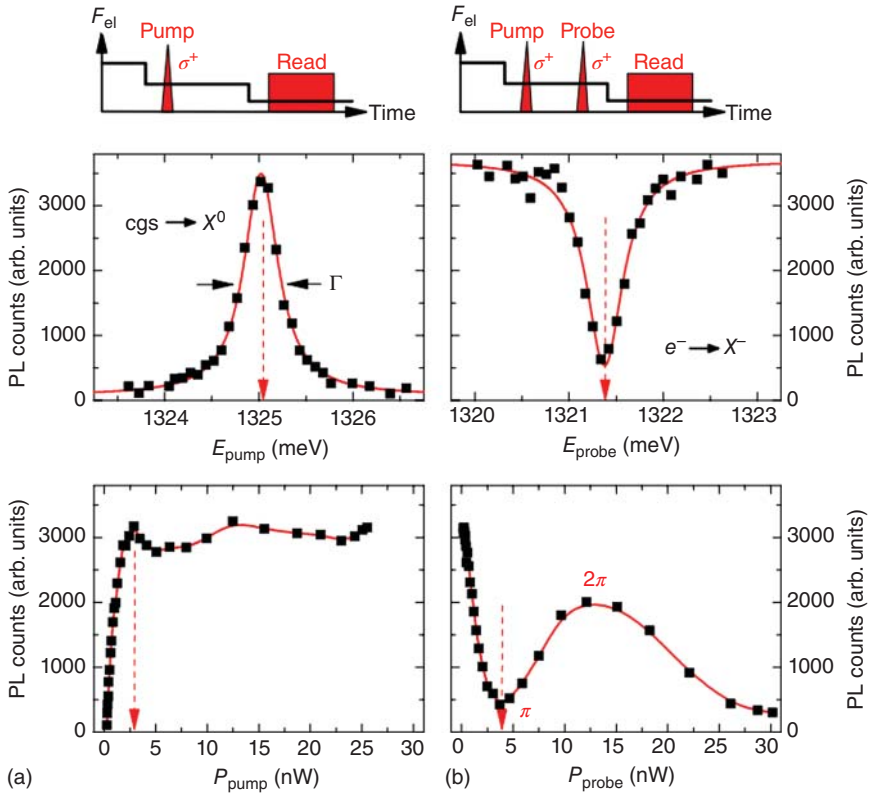 F_el
Pump
σ⁺
Read
Time
F_el
Pump
Probe
σ⁺
σ⁺
Read
Time
PL counts (arb. units)
3000
2000
1000
0
cgs → X⁰
Γ
1324 1325 1326
E_pump (meV)
e⁻ → X⁻
3000
2000
1000
0
PL counts (arb. units)
1320 1321 1322 1323
E_probe (meV)
PL counts (arb. units)
3000
2000
1000
0
0 5 10 15 20 25 30
P_pump (nW)
(a)
2π
π
3000
2000
1000
0
PL counts (arb. units)
0 5 10 15 20 25 30
P_probe (nW)
(b)